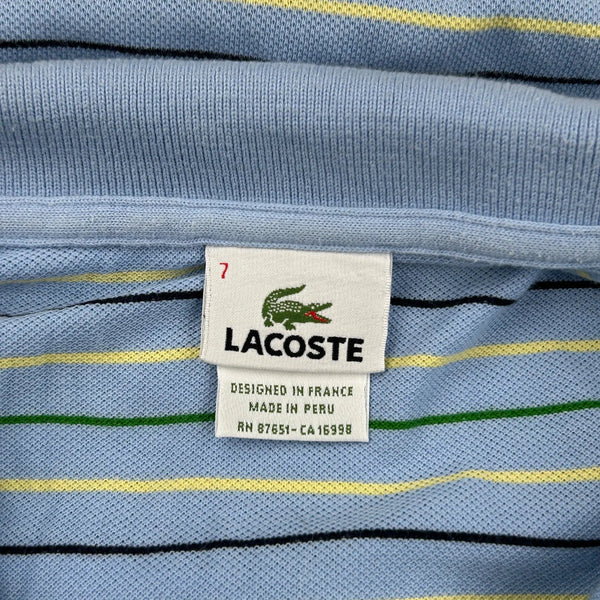 7
LACOSTE
DESIGNED IN FRANCE
MADE IN PERU
RN 87651-CA 16998